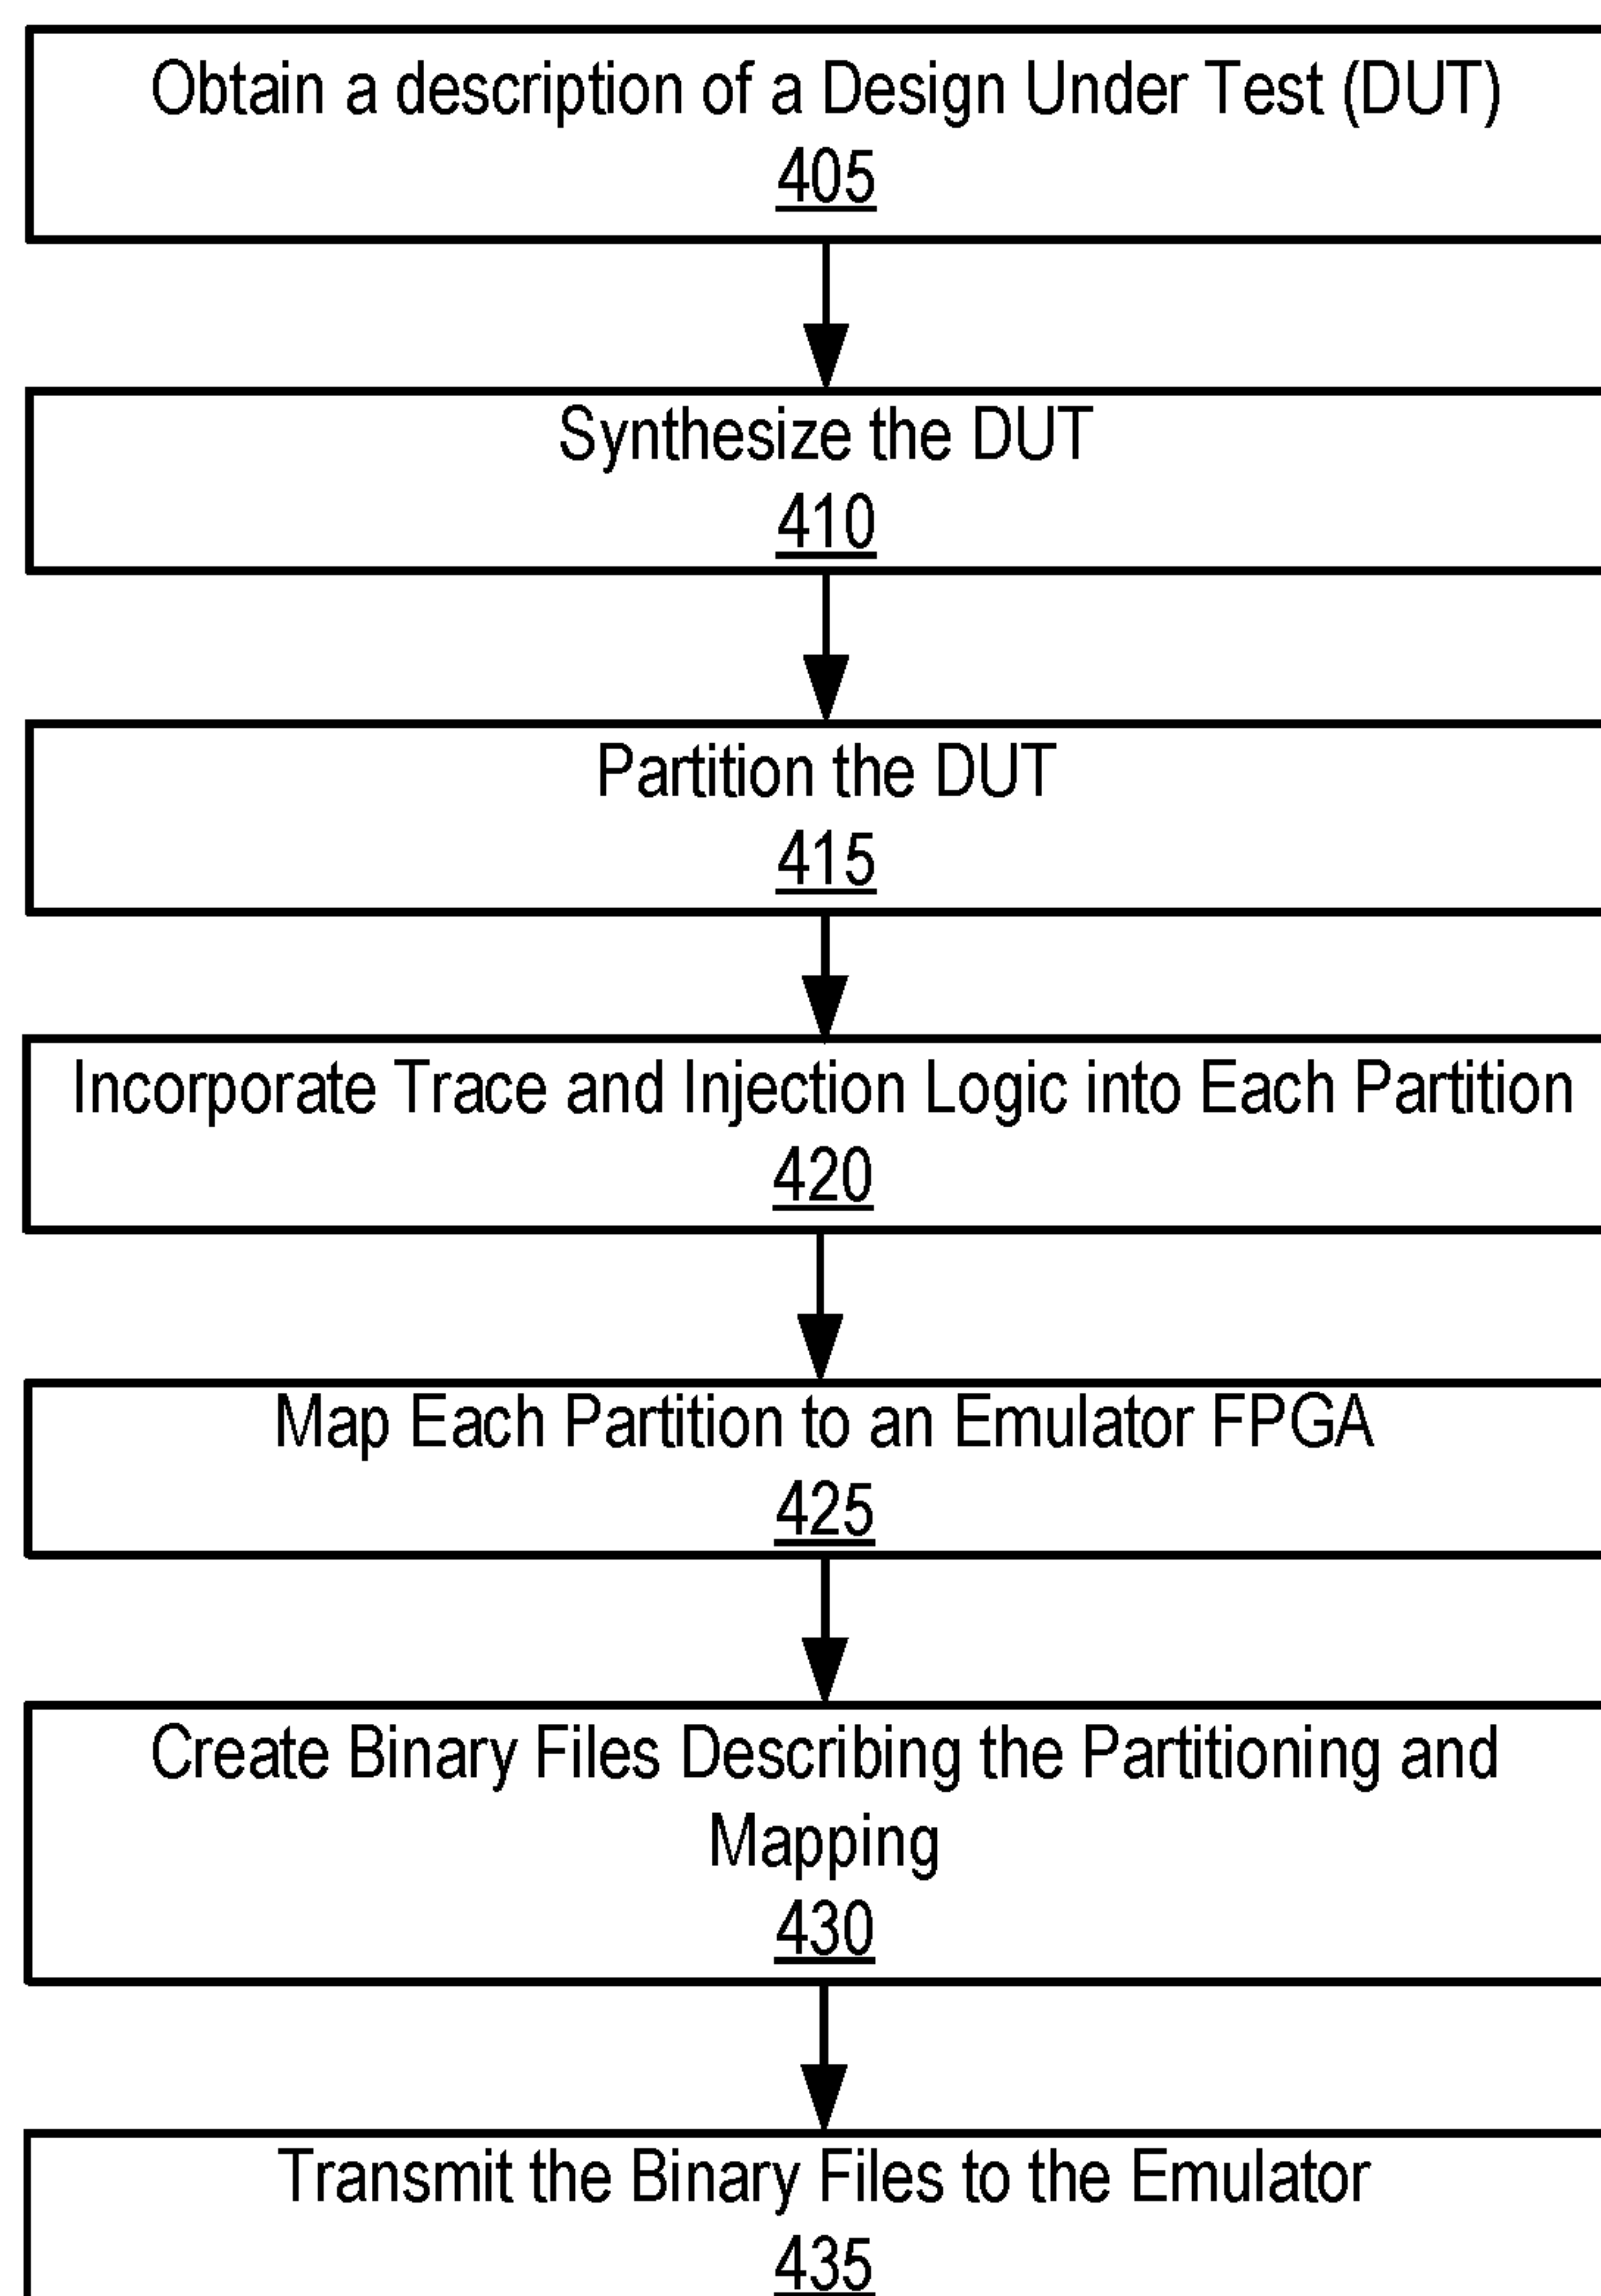 Obtain a description of a Design Under Test (DUT)
405
Synthesize the DUT
410
Partition the DUT
415
Incorporate Trace and Injection Logic into Each Partition
420
Map Each Partition to an Emulator FPGA
425
Create Binary Files Describing the Partitioning and
Mapping
430
Transmit the Binary Files to the Emulator
435